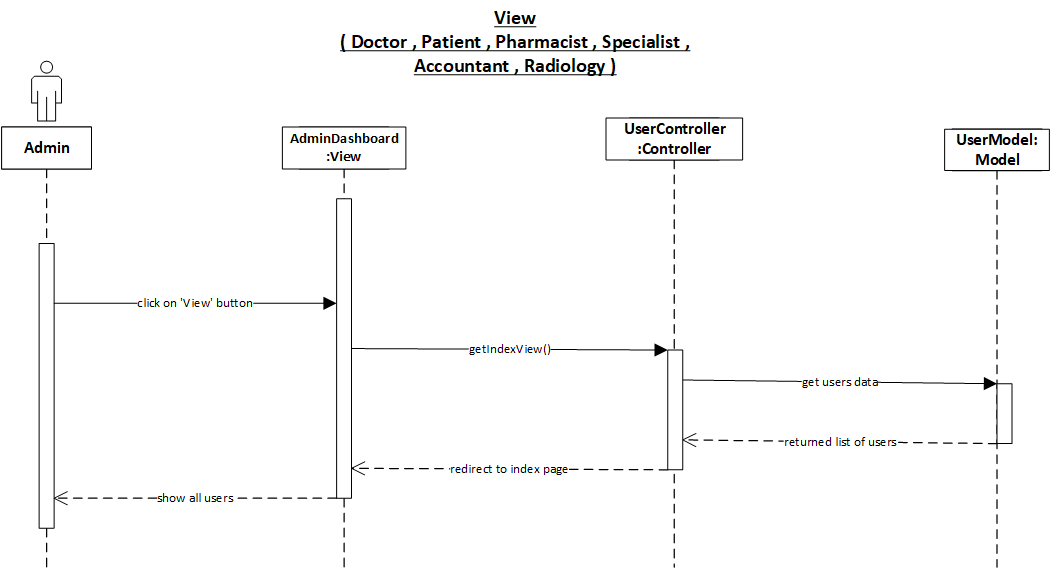 View
( Doctor , Patient , Pharmacist , Specialist ,
Accountant , Radiology )
Admin
AdminDashboard
:View
UserController
:Controller
UserModel:
Model
click on 'View' button
getIndexView()
get users data
returned list of users
redirect to index page
show all users